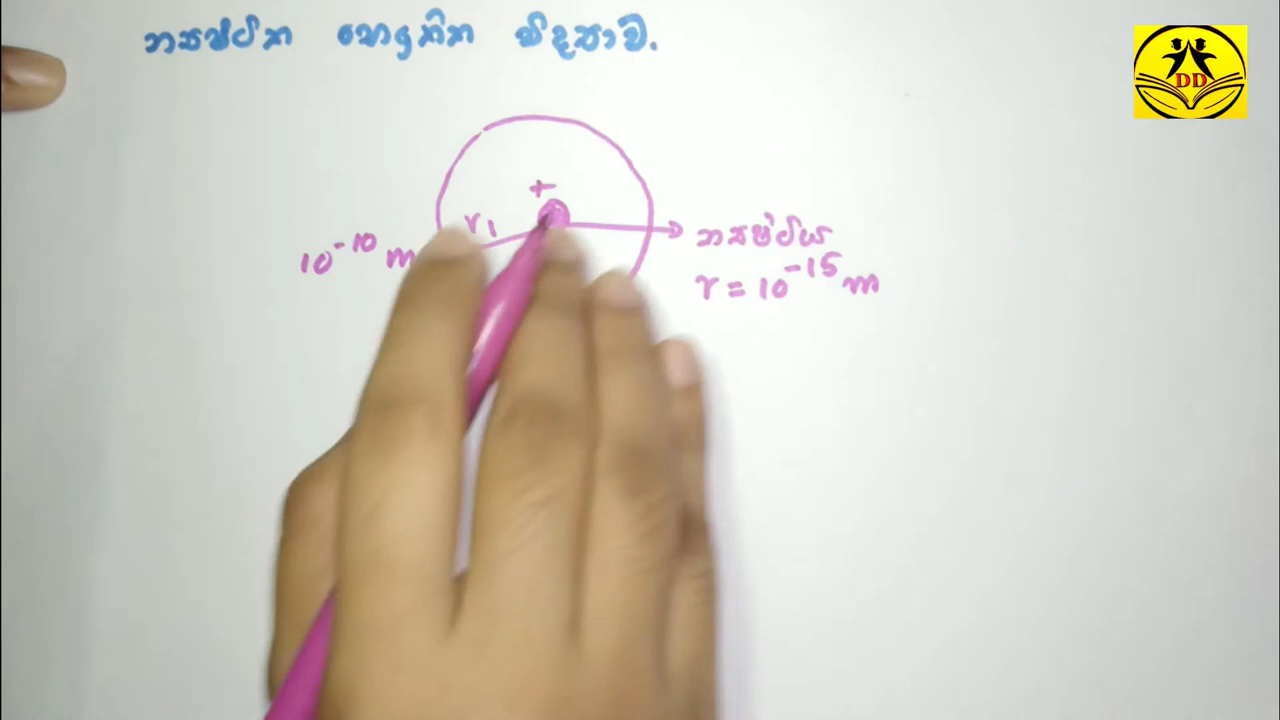 න්‍යෂ්ටික භෞතික විද්‍යාව.
+
r₁
10⁻¹⁰ m
න්‍යෂ්ටිය
r = 10⁻¹⁵ m
DD